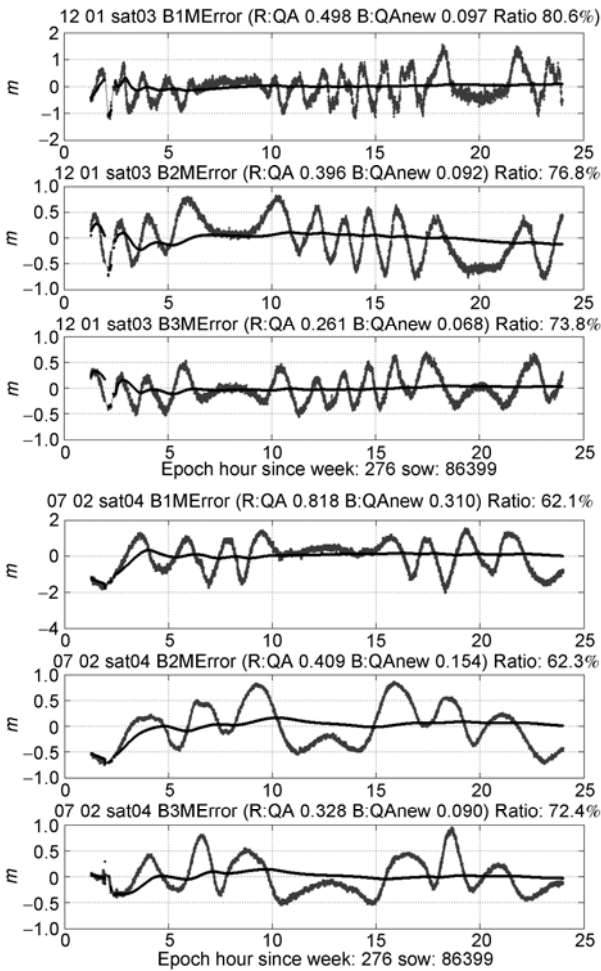 12 01 sat03 B1MError (R:QA 0.498 B:QAnew 0.097 Ratio 80.6%)
2
1
0
−1
−2
m
0 5 10 15 20 25
12 01 sat03 B2MError (R:QA 0.396 B:QAnew 0.092) Ratio: 76.8%
1.0
0.5
0
−0.5
−1.0
m
0 5 10 15 20 25
12 01 sat03 B3MError (R:QA 0.261 B:QAnew 0.068) Ratio: 73.8%
1.0
0.5
0
−0.5
−1.0
m
0 5 10 15 20 25
Epoch hour since week: 276 sow: 86399
07 02 sat04 B1MError (R:QA 0.818 B:QAnew 0.310) Ratio: 62.1%
2
0
−2
−4
m
0 5 10 15 20 25
07 02 sat04 B2MError (R:QA 0.409 B:QAnew 0.154) Ratio: 62.3%
1.0
0.5
0
−0.5
−1.0
m
0 5 10 15 20 25
07 02 sat04 B3MError (R:QA 0.328 B:QAnew 0.090) Ratio: 72.4%
1.0
0.5
0
−0.5
−1.0
m
0 5 10 15 20 25
Epoch hour since week: 276 sow: 86399